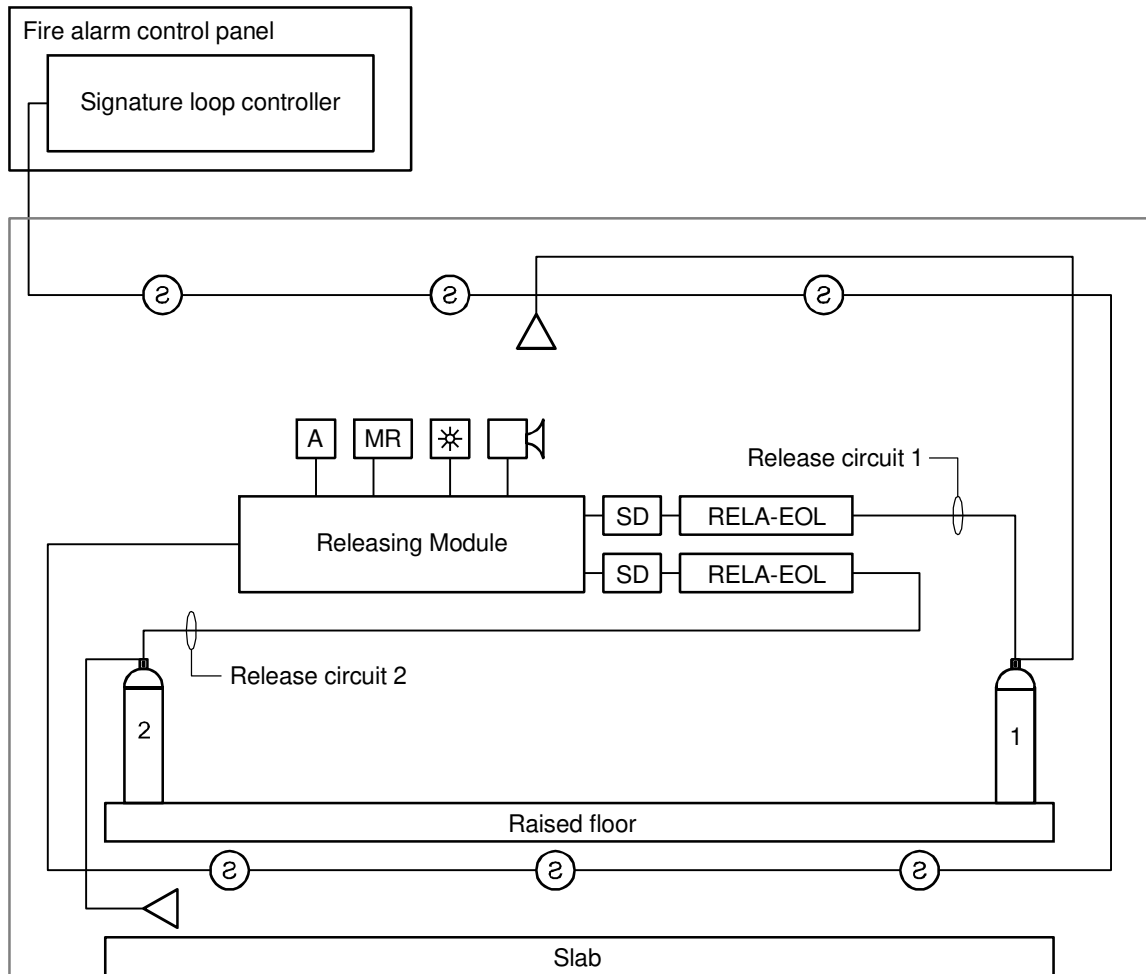 Fire alarm control panel
Signature loop controller
S
S
S
A
MR
Release circuit 1
SD
RELA-EOL
Releasing Module
SD
RELA-EOL
Release circuit 2
2
1
Raised floor
S
S
S
Slab